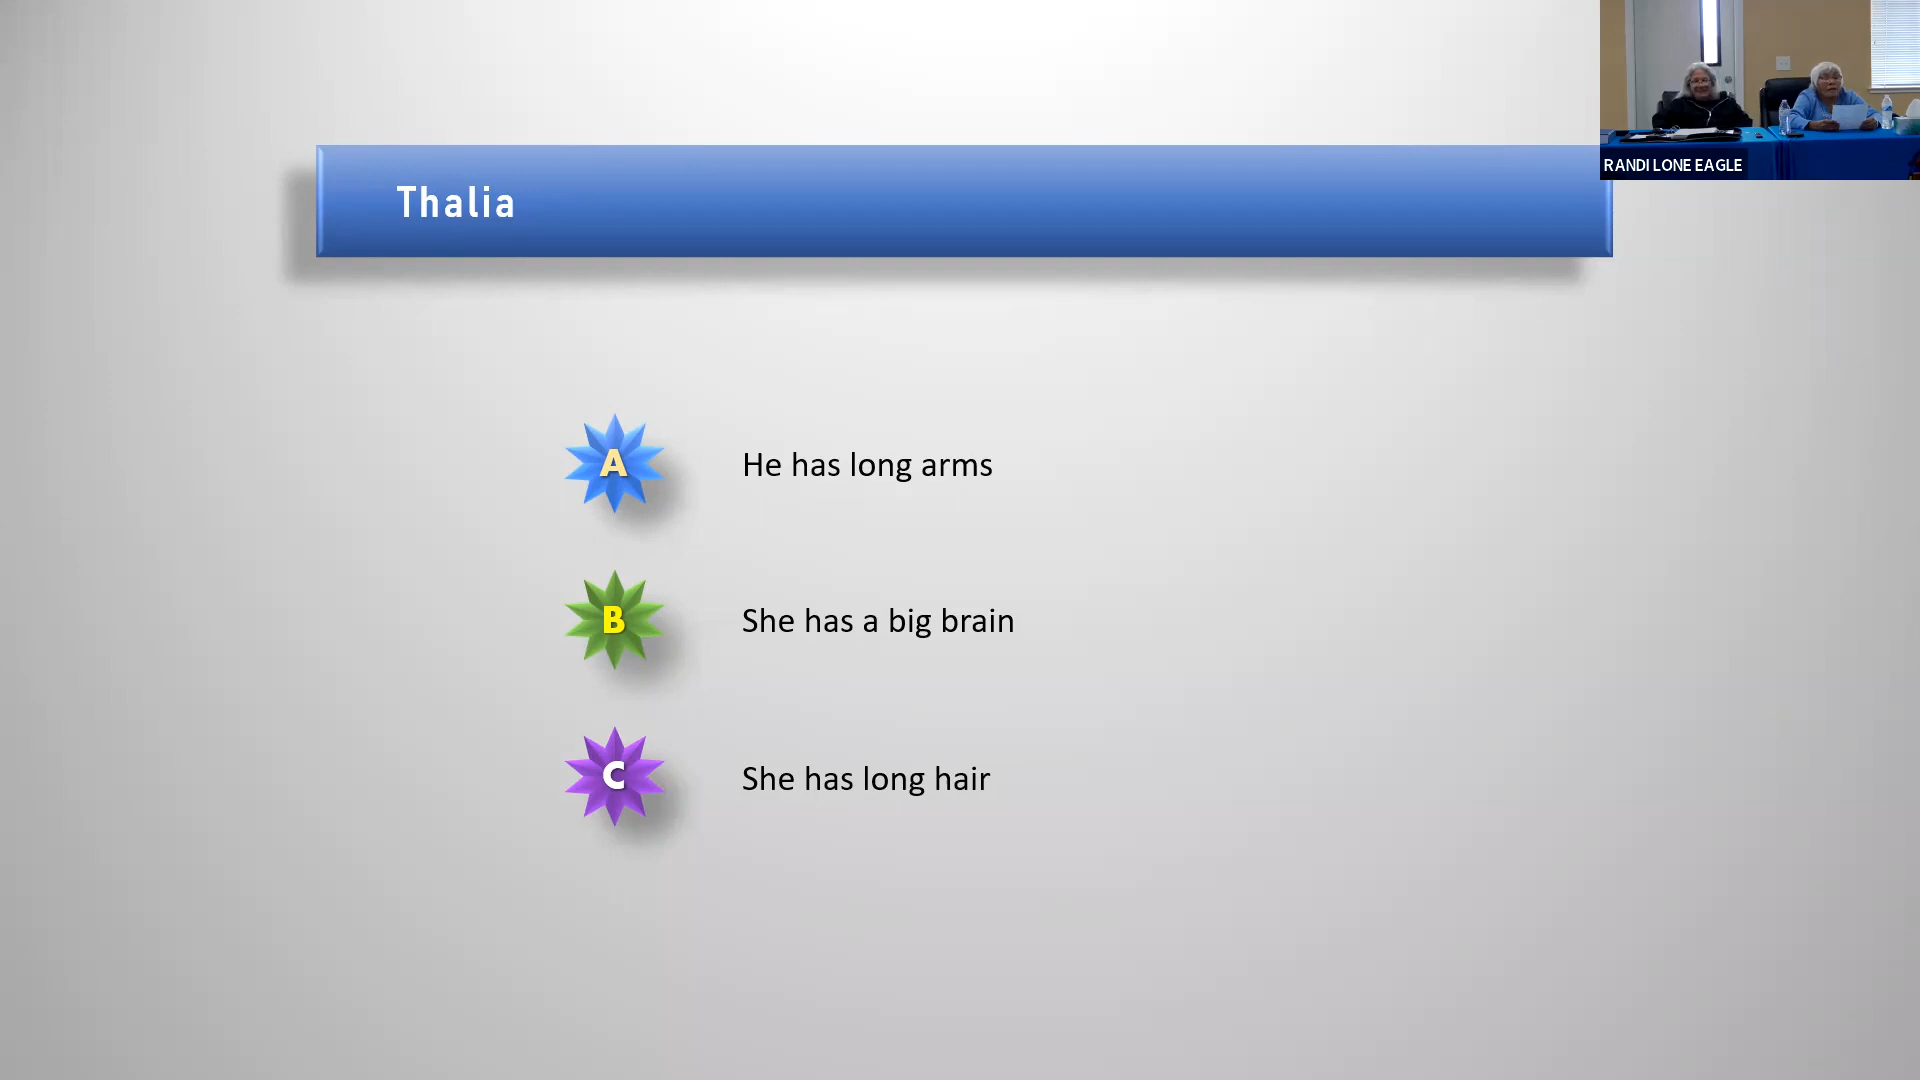 RANDI LONE EAGLE
Thalia
A
He has long arms
B
She has a big brain
C
She has long hair